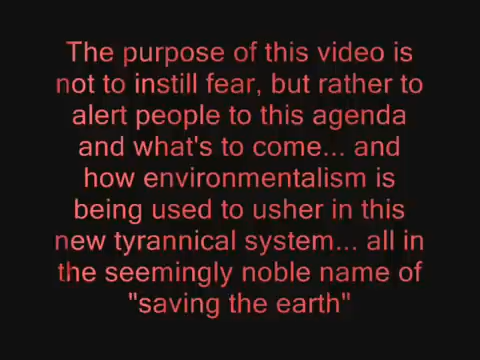 The purpose of this video is
not to instill fear, but rather to
alert people to this agenda
and what's to come... and
how environmentalism is
being used to usher in this
new tyrannical system... all in
the seemingly noble name of
"saving the earth"